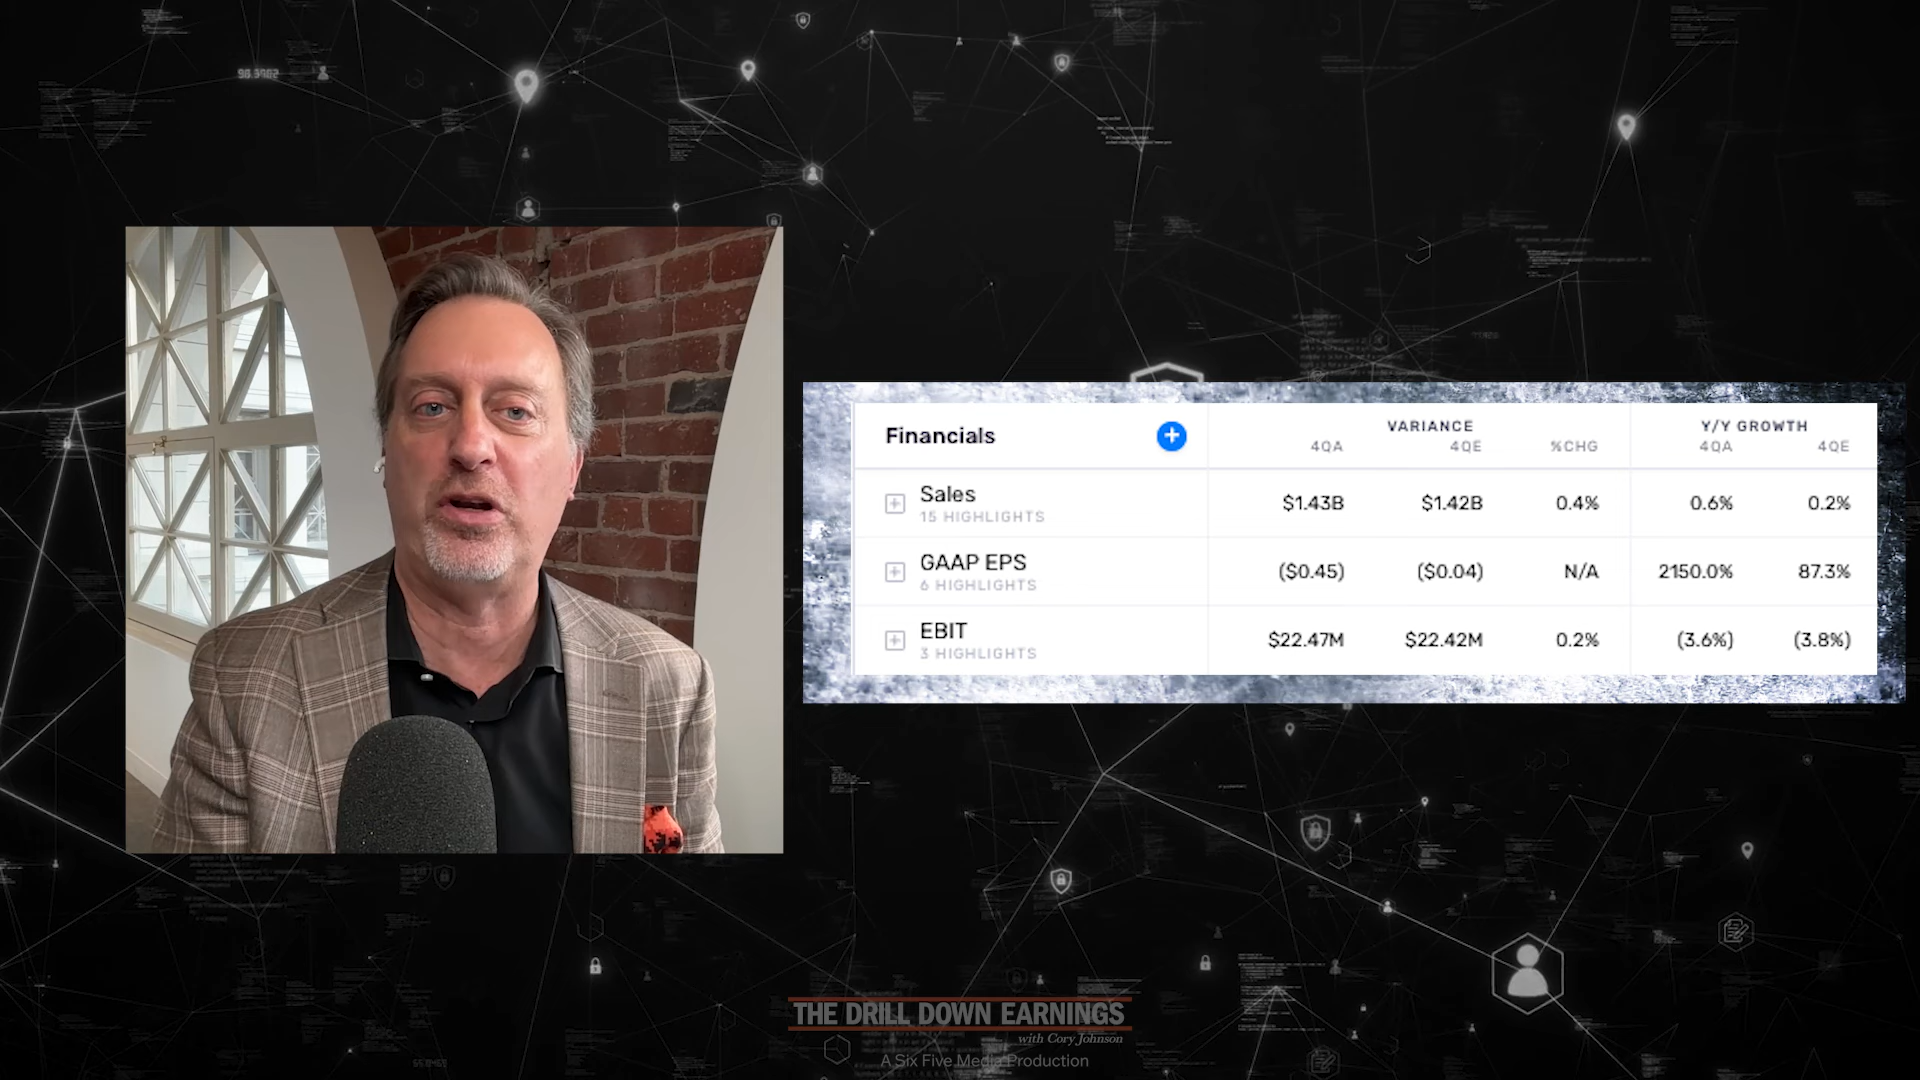 98.3982
Financials
VARIANCE
Y/Y GROWTH
4QA 4QE %CHG 4QA 4QE
Sales
15 HIGHLIGHTS
$1.43B $1.42B 0.4% 0.6% 0.2%
GAAP EPS
6 HIGHLIGHTS
($0.45) ($0.04) N/A 2150.0% 87.3%
EBIT
3 HIGHLIGHTS
$22.47M $22.42M 0.2% (3.6%) (3.8%)
THE DRILL DOWN EARNINGS
with Cory Johnson
A Six Five Media Production